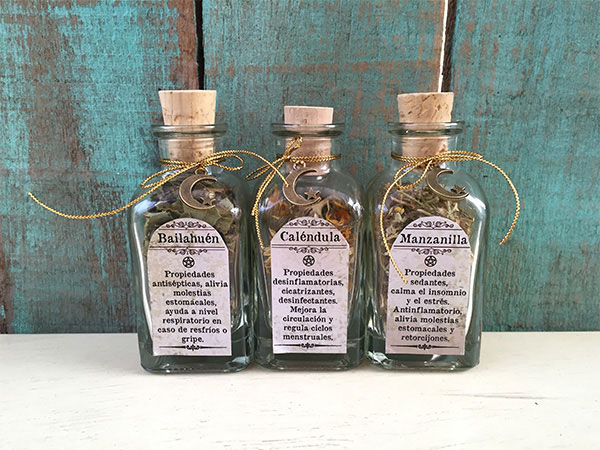 Bailahuén
Propiedades
antisépticas, alivia
molestias
estomacales,
ayuda a nivel
respiratorio en
caso de resfríos o
gripe.
Caléndula
Propiedades
desinflamatorias,
cicatrizantes,
desinfectantes.
Mejora la
circulación y
regula ciclos
menstruales.
Manzanilla
Propiedades
sedantes,
calma el insomnio
y el estrés.
Antinflamatorio,
alivia molestias
estomacales y
retorcijones.